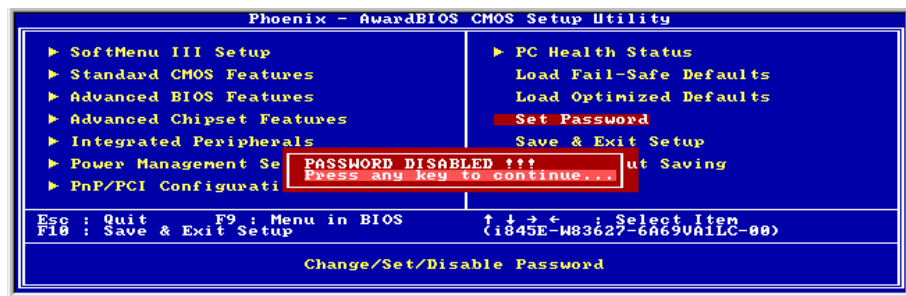 Phoenix - AwardBIOS CMOS Setup Utility
► SoftMenu III Setup
► Standard CMOS Features
► Advanced BIOS Features
► Advanced Chipset Features
► Integrated Peripherals
► Power Management Se
► PnP/PCI Configurati
► PC Health Status
Load Fail-Safe Defaults
Load Optimized Defaults
Set Password
Save & Exit Setup
ut Saving
PASSWORD DISABLED !!!
Press any key to continue...
Esc : Quit F9 : Menu in BIOS ↑ ↓ → ← : Select Item
F10 : Save & Exit Setup (i845E-W83627-6A69VA1LC-00)
Change/Set/Disable Password